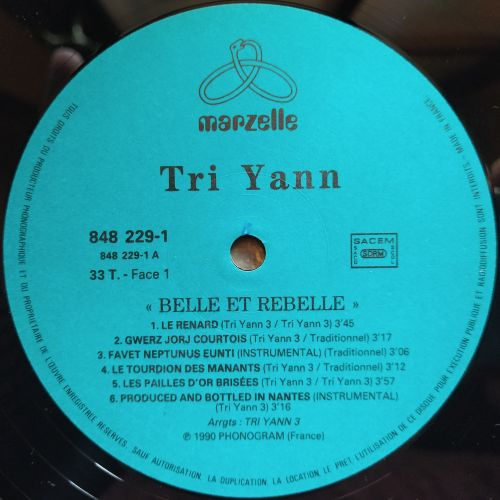 marzelle
Tri Yann
848 229-1
848 229-1 A
33 T. - Face 1
SACEM
SDRM
« BELLE ET REBELLE »
1. LE RENARD (Tri Yann 3 / Tri Yann 3) 3'45
2. GWERZ JORJ COURTOIS (Tri Yann 3 / Traditionnel) 3'17
3. FAVET NEPTUNUS EUNTI (INSTRUMENTAL) (Traditionnel) 3'06
4. LE TOURDION DES MANANTS (Tri Yann 3 / Traditionnel) 3'12
5. LES PAILLES D'OR BRISÉES (Tri Yann 3 / Tri Yann 3) 3'57
6. PRODUCED AND BOTTLED IN NANTES (INSTRUMENTAL)
(Tri Yann 3) 3'16
Arrgts : TRI YANN 3
℗ 1990 PHONOGRAM (France)
TOUS DROITS DU PRODUCTEUR PHONOGRAPHIQUE ET DU PROPRIETAIRE DE L'OEUVRE ENREGISTREE RESERVES. SAUF AUTORISATION, LA DUPLICATION, LA LOCATION, LE PRET, L'UTILISATION DE CE DISQUE POUR EXECUTION PUBLIQUE ET RADIODIFFUSION SONT INTERDITS. MADE IN FRANCE.